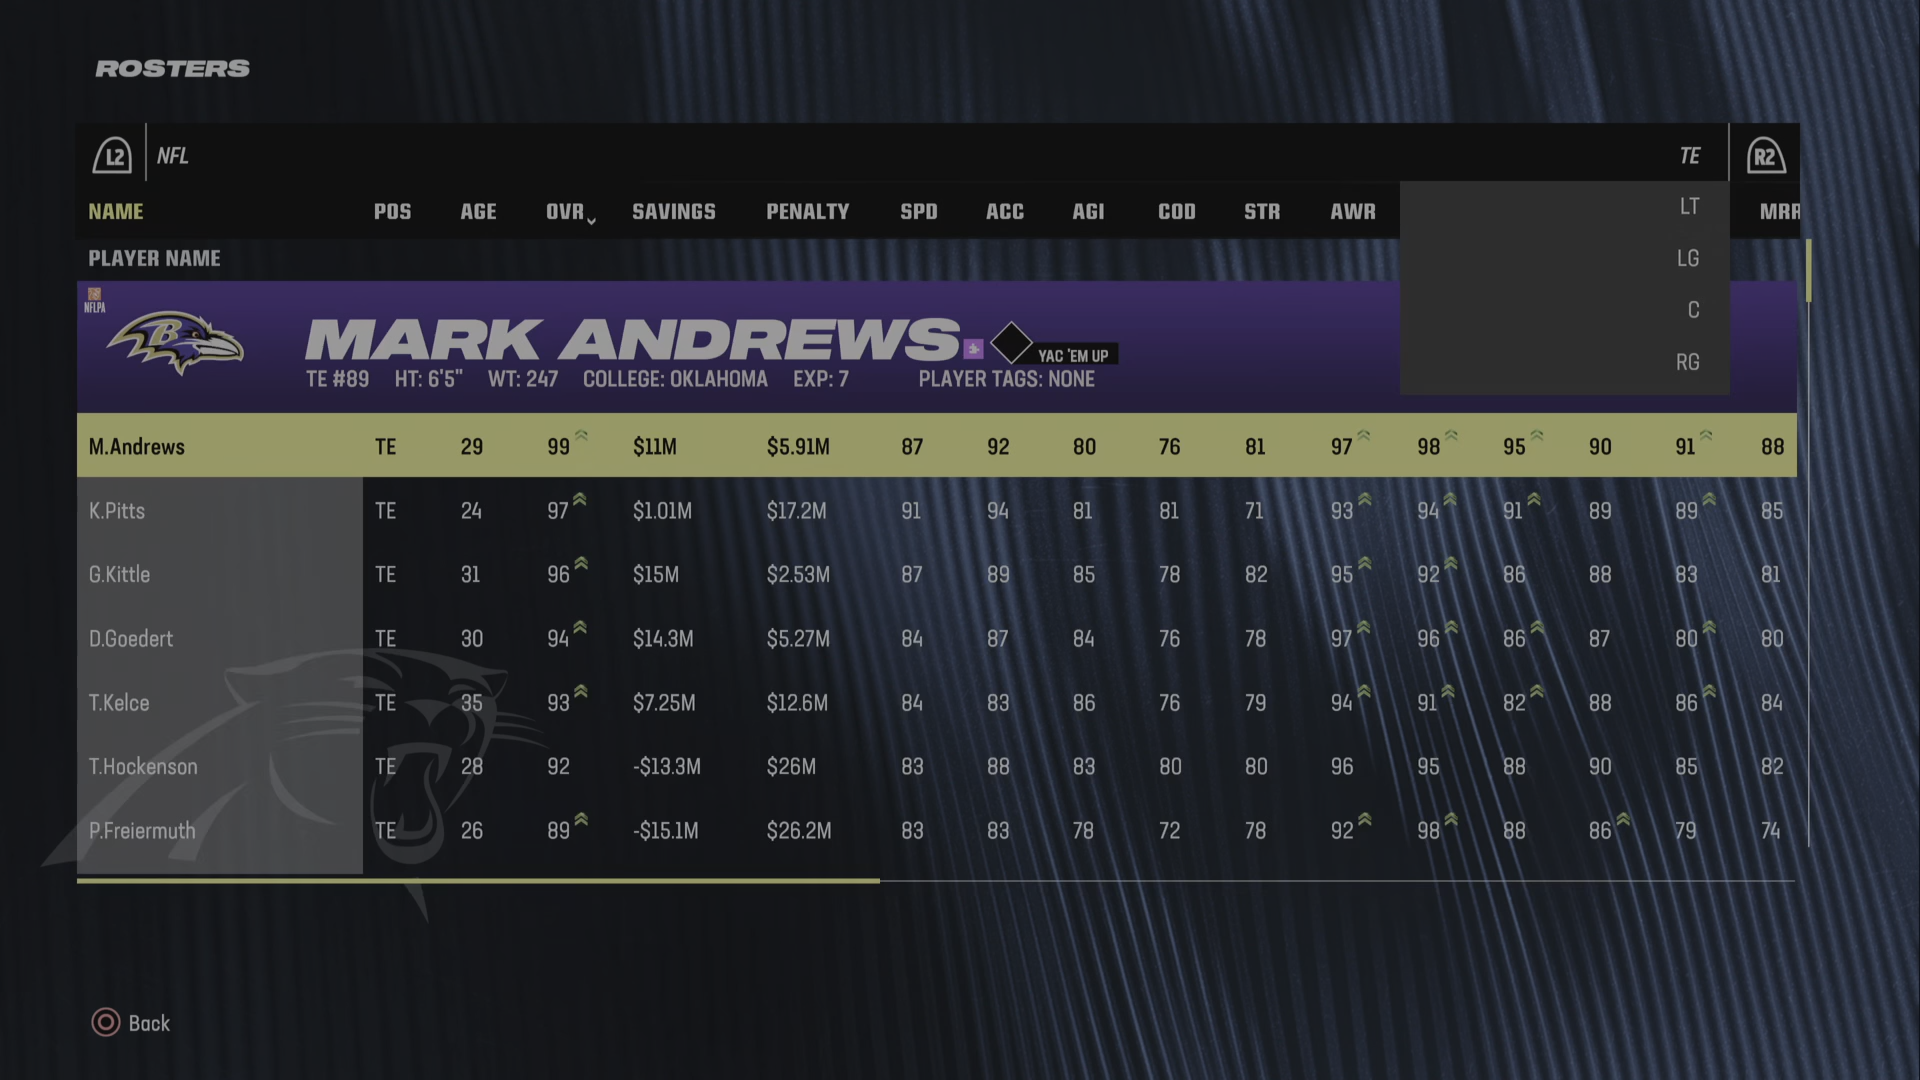 ROSTERS
L2 NFL TE R2
NAME POS AGE OVR SAVINGS PENALTY SPD ACC AGI COD STR AWR MRR
LT
LG
C
RG
PLAYER NAME
NFLPA
B
MARK ANDREWS YAC 'EM UP
TE #89 HT: 6'5" WT: 247 COLLEGE: OKLAHOMA EXP: 7 PLAYER TAGS: NONE
M.Andrews TE 29 99 $11M $5.91M 87 92 80 76 81 97 98 95 90 91 88
K.Pitts TE 24 97 $1.01M $17.2M 91 94 81 81 71 93 94 91 89 89 85
G.Kittle TE 31 96 $15M $2.53M 87 89 85 78 82 95 92 86 88 83 81
D.Goedert TE 30 94 $14.3M $5.27M 84 87 84 76 78 97 96 86 87 80 80
T.Kelce TE 35 93 $7.25M $12.6M 84 83 86 76 79 94 91 82 88 86 84
T.Hockenson TE 28 92 -$13.3M $26M 83 88 83 80 80 96 95 88 90 85 82
P.Freiermuth TE 26 89 -$15.1M $26.2M 83 83 78 72 78 92 98 88 86 79 74
Back